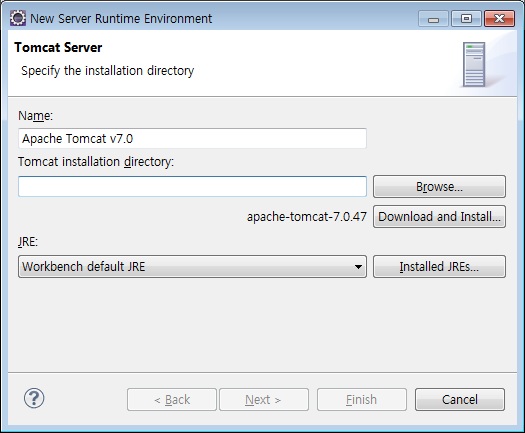 New Server Runtime Environment
Tomcat Server
Specify the installation directory
Name:
Apache Tomcat v7.0
Tomcat installation directory:
Browse...
apache-tomcat-7.0.47 Download and Install...
JRE:
Workbench default JRE Installed JREs...
? < Back Next > Finish Cancel